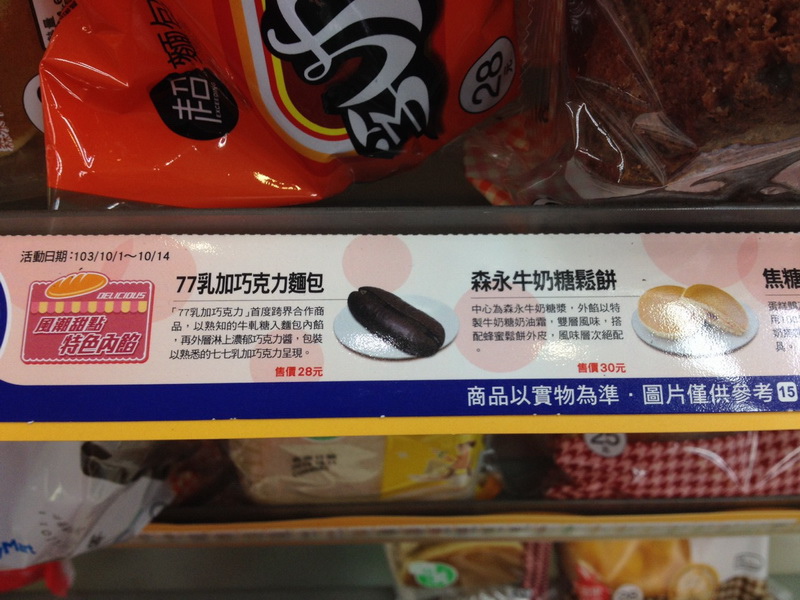 28
元
超
活動日期：103/10/1～10/14
DELICIOUS
風潮甜點
特色內餡
77乳加巧克力麵包
「77乳加巧克力」首度跨界合作商
品，以熟知的牛軋糖入麵包內餡
，再外層淋上濃郁巧克力醬，包裝
以熟悉的七七乳加巧克力呈現。
售價28元
森永牛奶糖鬆餅
中心為森永牛奶糖漿，外餡以特
製牛奶糖奶油霜，雙層風味，搭
配蜂蜜鬆餅外皮，風味層次絕配
。
售價30元
焦糖
商品以實物為準．圖片僅供參考 15
25